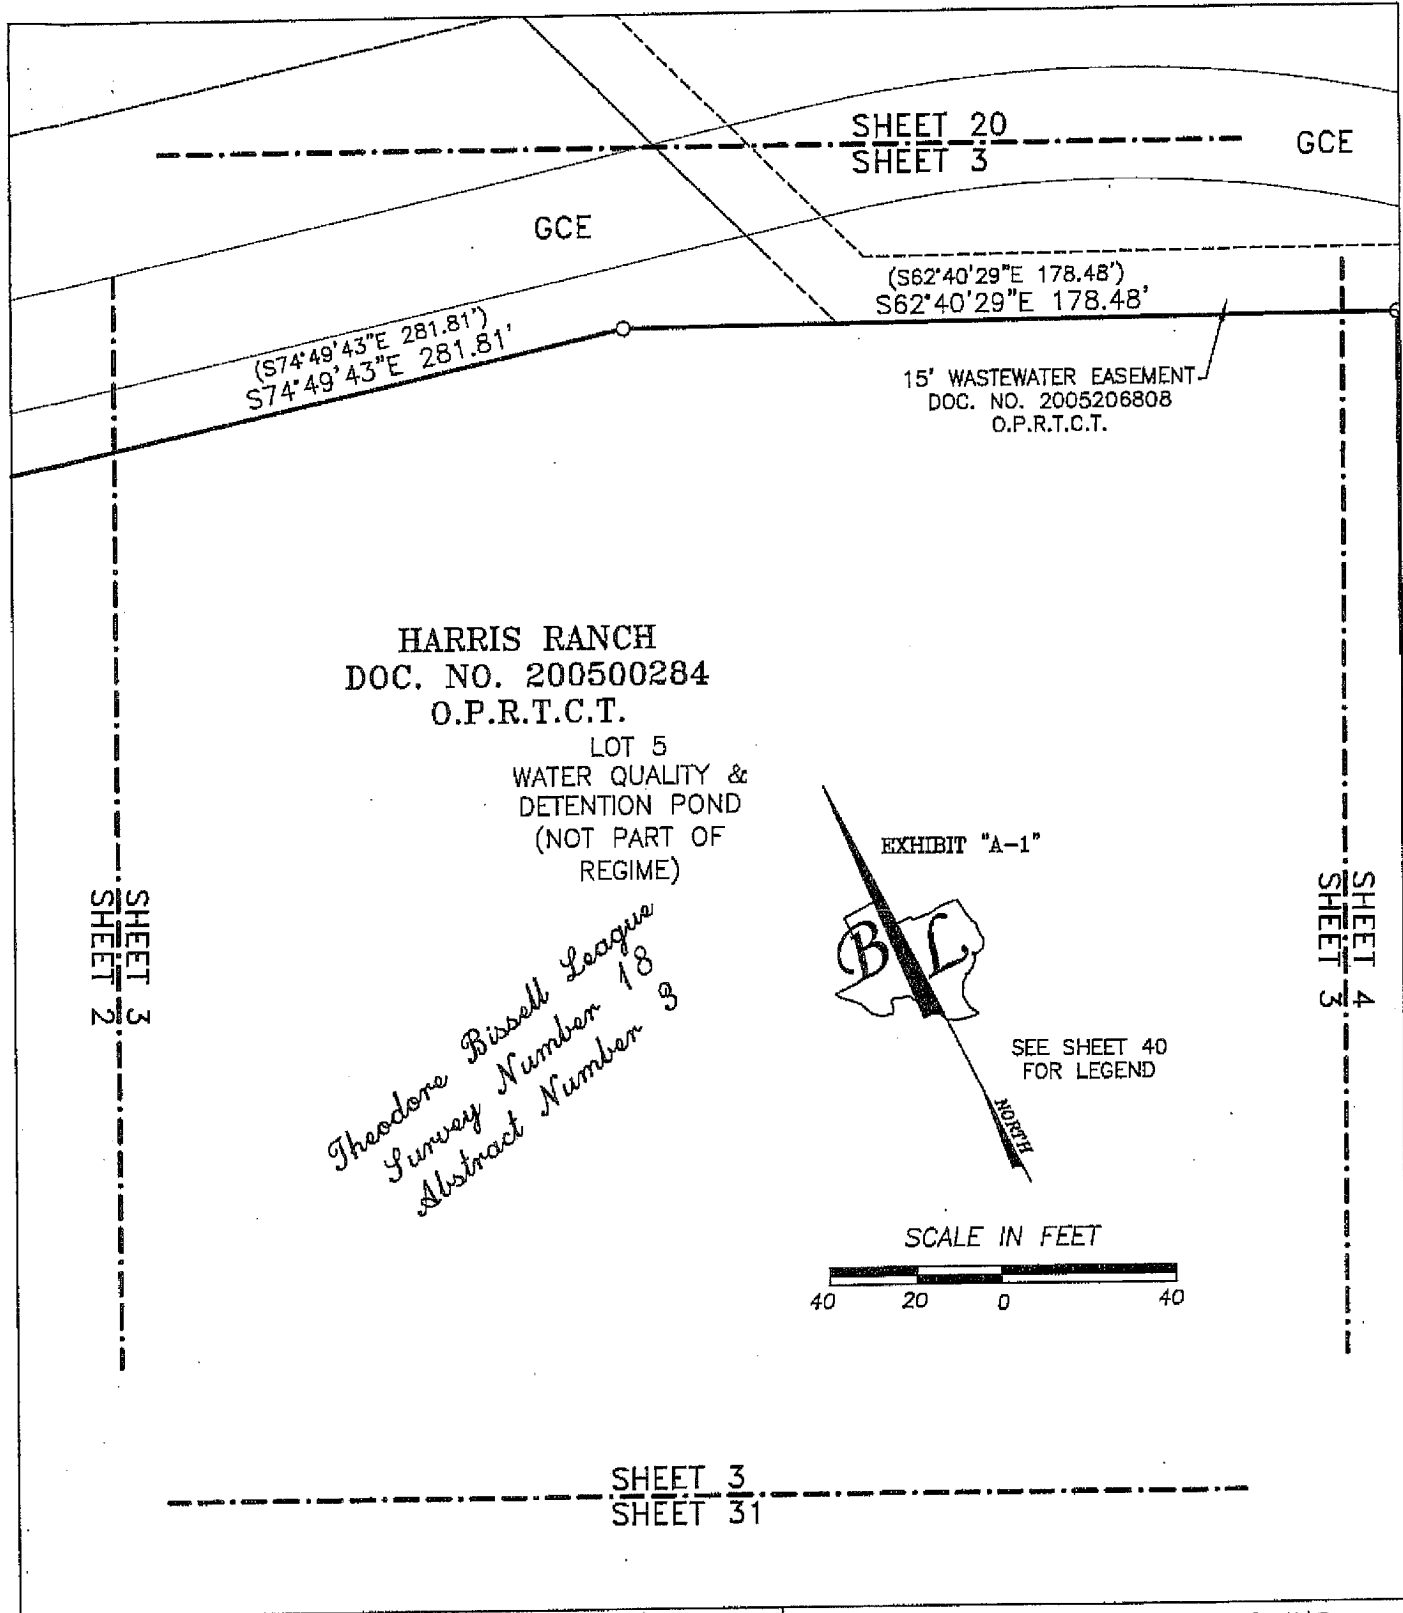 SHEET 20
SHEET 3
GCE
GCE
(S62°40'29"E 178.48')
S62°40'29"E 178.48'
(S74°49'43"E 281.81')
S74°49'43"E 281.81'
15' WASTEWATER EASEMENT
DOC. NO. 2005206808
O.P.R.T.C.T.
HARRIS RANCH
DOC. NO. 200500284
O.P.R.T.C.T.
LOT 5
WATER QUALITY &
DETENTION POND
(NOT PART OF
REGIME)
EXHIBIT "A-1"
B L
SHEET 3
SHEET 2
SHEET 4
SHEET 3
Theodore Bissell League
Survey Number 18
Abstract Number 3
SEE SHEET 40
FOR LEGEND
NORTH
SCALE IN FEET
40 20 0 40
SHEET 3
SHEET 31